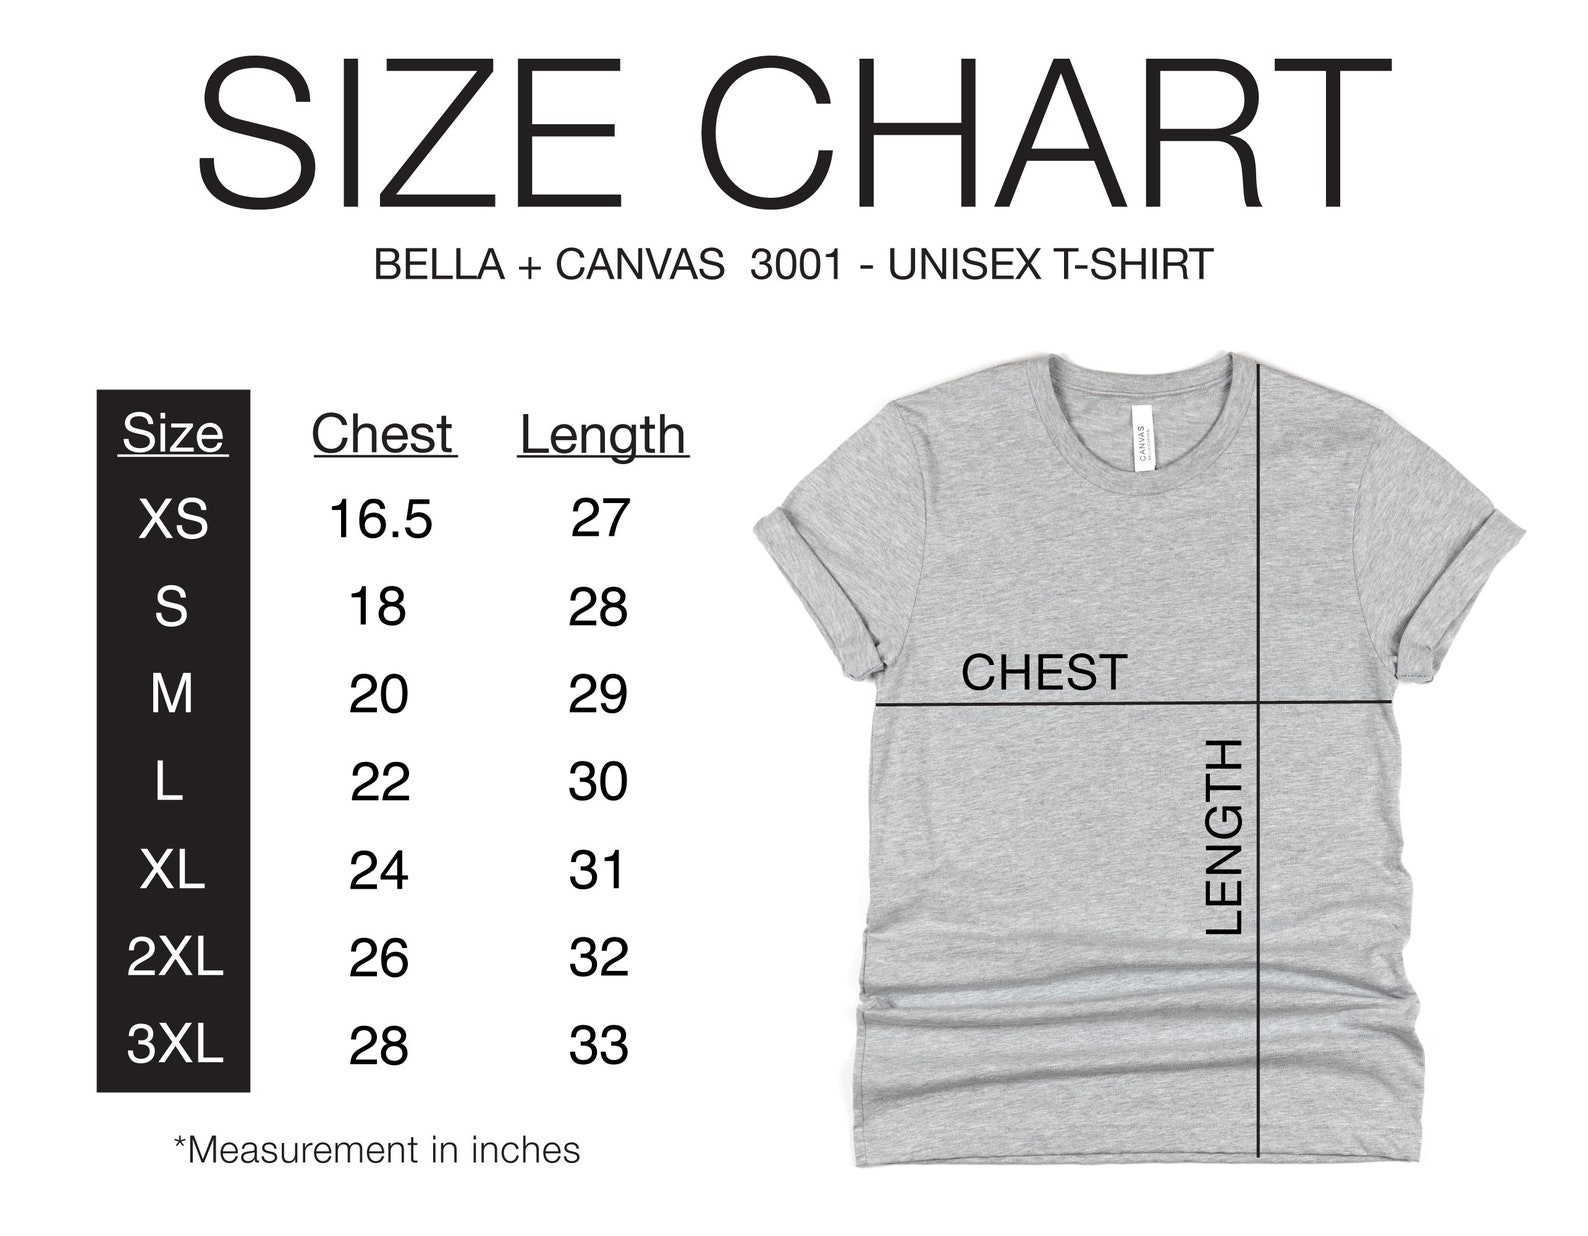 SIZE CHART
BELLA + CANVAS 3001 - UNISEX T-SHIRT
Size Chest Length
XS 16.5 27
S 18 28
M 20 29
L 22 30
XL 24 31
2XL 26 32
3XL 28 33
*Measurement in inches
CANVAS
CHEST
LENGTH